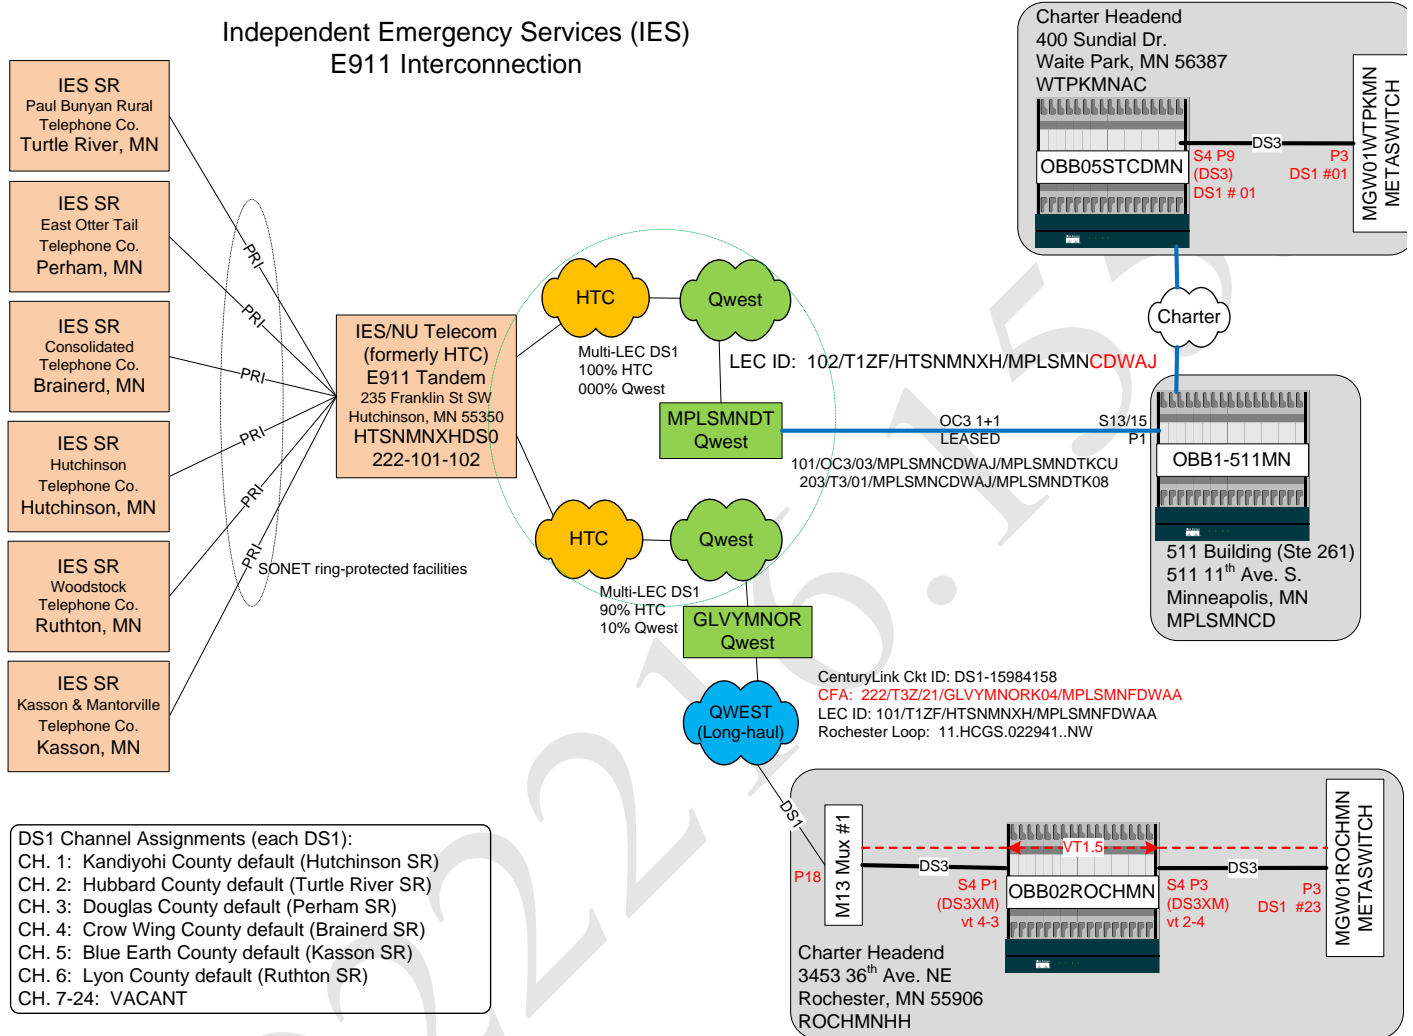 Independent Emergency Services (IES)
E911 Interconnection
IES SR
Paul Bunyan Rural
Telephone Co.
Turtle River, MN
IES SR
East Otter Tail
Telephone Co.
Perham, MN
IES SR
Consolidated
Telephone Co.
Brainerd, MN
IES SR
Hutchinson
Telephone Co.
Hutchinson, MN
IES SR
Woodstock
Telephone Co.
Ruthton, MN
IES SR
Kasson & Mantorville
Telephone Co.
Kasson, MN
PRI
PRI
PRI
PRI
PRI
PRI
SONET ring-protected facilities
IES/NU Telecom
(formerly HTC)
E911 Tandem
235 Franklin St SW
Hutchinson, MN 55350
HTSNMNXHDS0
222-101-102
HTC
Qwest
Multi-LEC DS1
100% HTC
000% Qwest
LEC ID: 102/T1ZF/HTSNMNXH/MPLSMNCDWAJ
MPLSMNDT
Qwest
OC3 1+1
LEASED
S13/15
P1
101/OC3/03/MPLSMNCDWAJ/MPLSMNDTKCU
203/T3/01/MPLSMNCDWAJ/MPLSMNDTK08
HTC
Qwest
Multi-LEC DS1
90% HTC
10% Qwest
GLVYMNOR
Qwest
QWEST
(Long-haul)
CenturyLink Ckt ID: DS1-15984158
CFA: 222/T3Z/21/GLVYMNORK04/MPLSMNFDWAA
LEC ID: 101/T1ZF/HTSNMNXH/MPLSMNFDWAA
Rochester Loop: 11.HCGS.022941..NW
DS1
Charter Headend
400 Sundial Dr.
Waite Park, MN 56387
WTPKMNAC
OBB05STCDMN
DS3
S4 P9
(DS3)
DS1 # 01
P3
DS1 #01
MGW01WTPKMN
METASWITCH
Charter
OBB1-511MN
511 Building (Ste 261)
511 11th Ave. S.
Minneapolis, MN
MPLSMNCD
P18
M13 Mux #1
DS3
S4 P1
(DS3XM)
vt 4-3
VT1.5
OBB02ROCHMN
DS3
S4 P3
(DS3XM)
vt 2-4
P3
DS1 #23
MGW01ROCHMN
METASWITCH
Charter Headend
3453 36th Ave. NE
Rochester, MN 55906
ROCHMNHH
DS1 Channel Assignments (each DS1):
CH. 1: Kandiyohi County default (Hutchinson SR)
CH. 2: Hubbard County default (Turtle River SR)
CH. 3: Douglas County default (Perham SR)
CH. 4: Crow Wing County default (Brainerd SR)
CH. 5: Blue Earth County default (Kasson SR)
CH. 6: Lyon County default (Ruthton SR)
CH. 7-24: VACANT